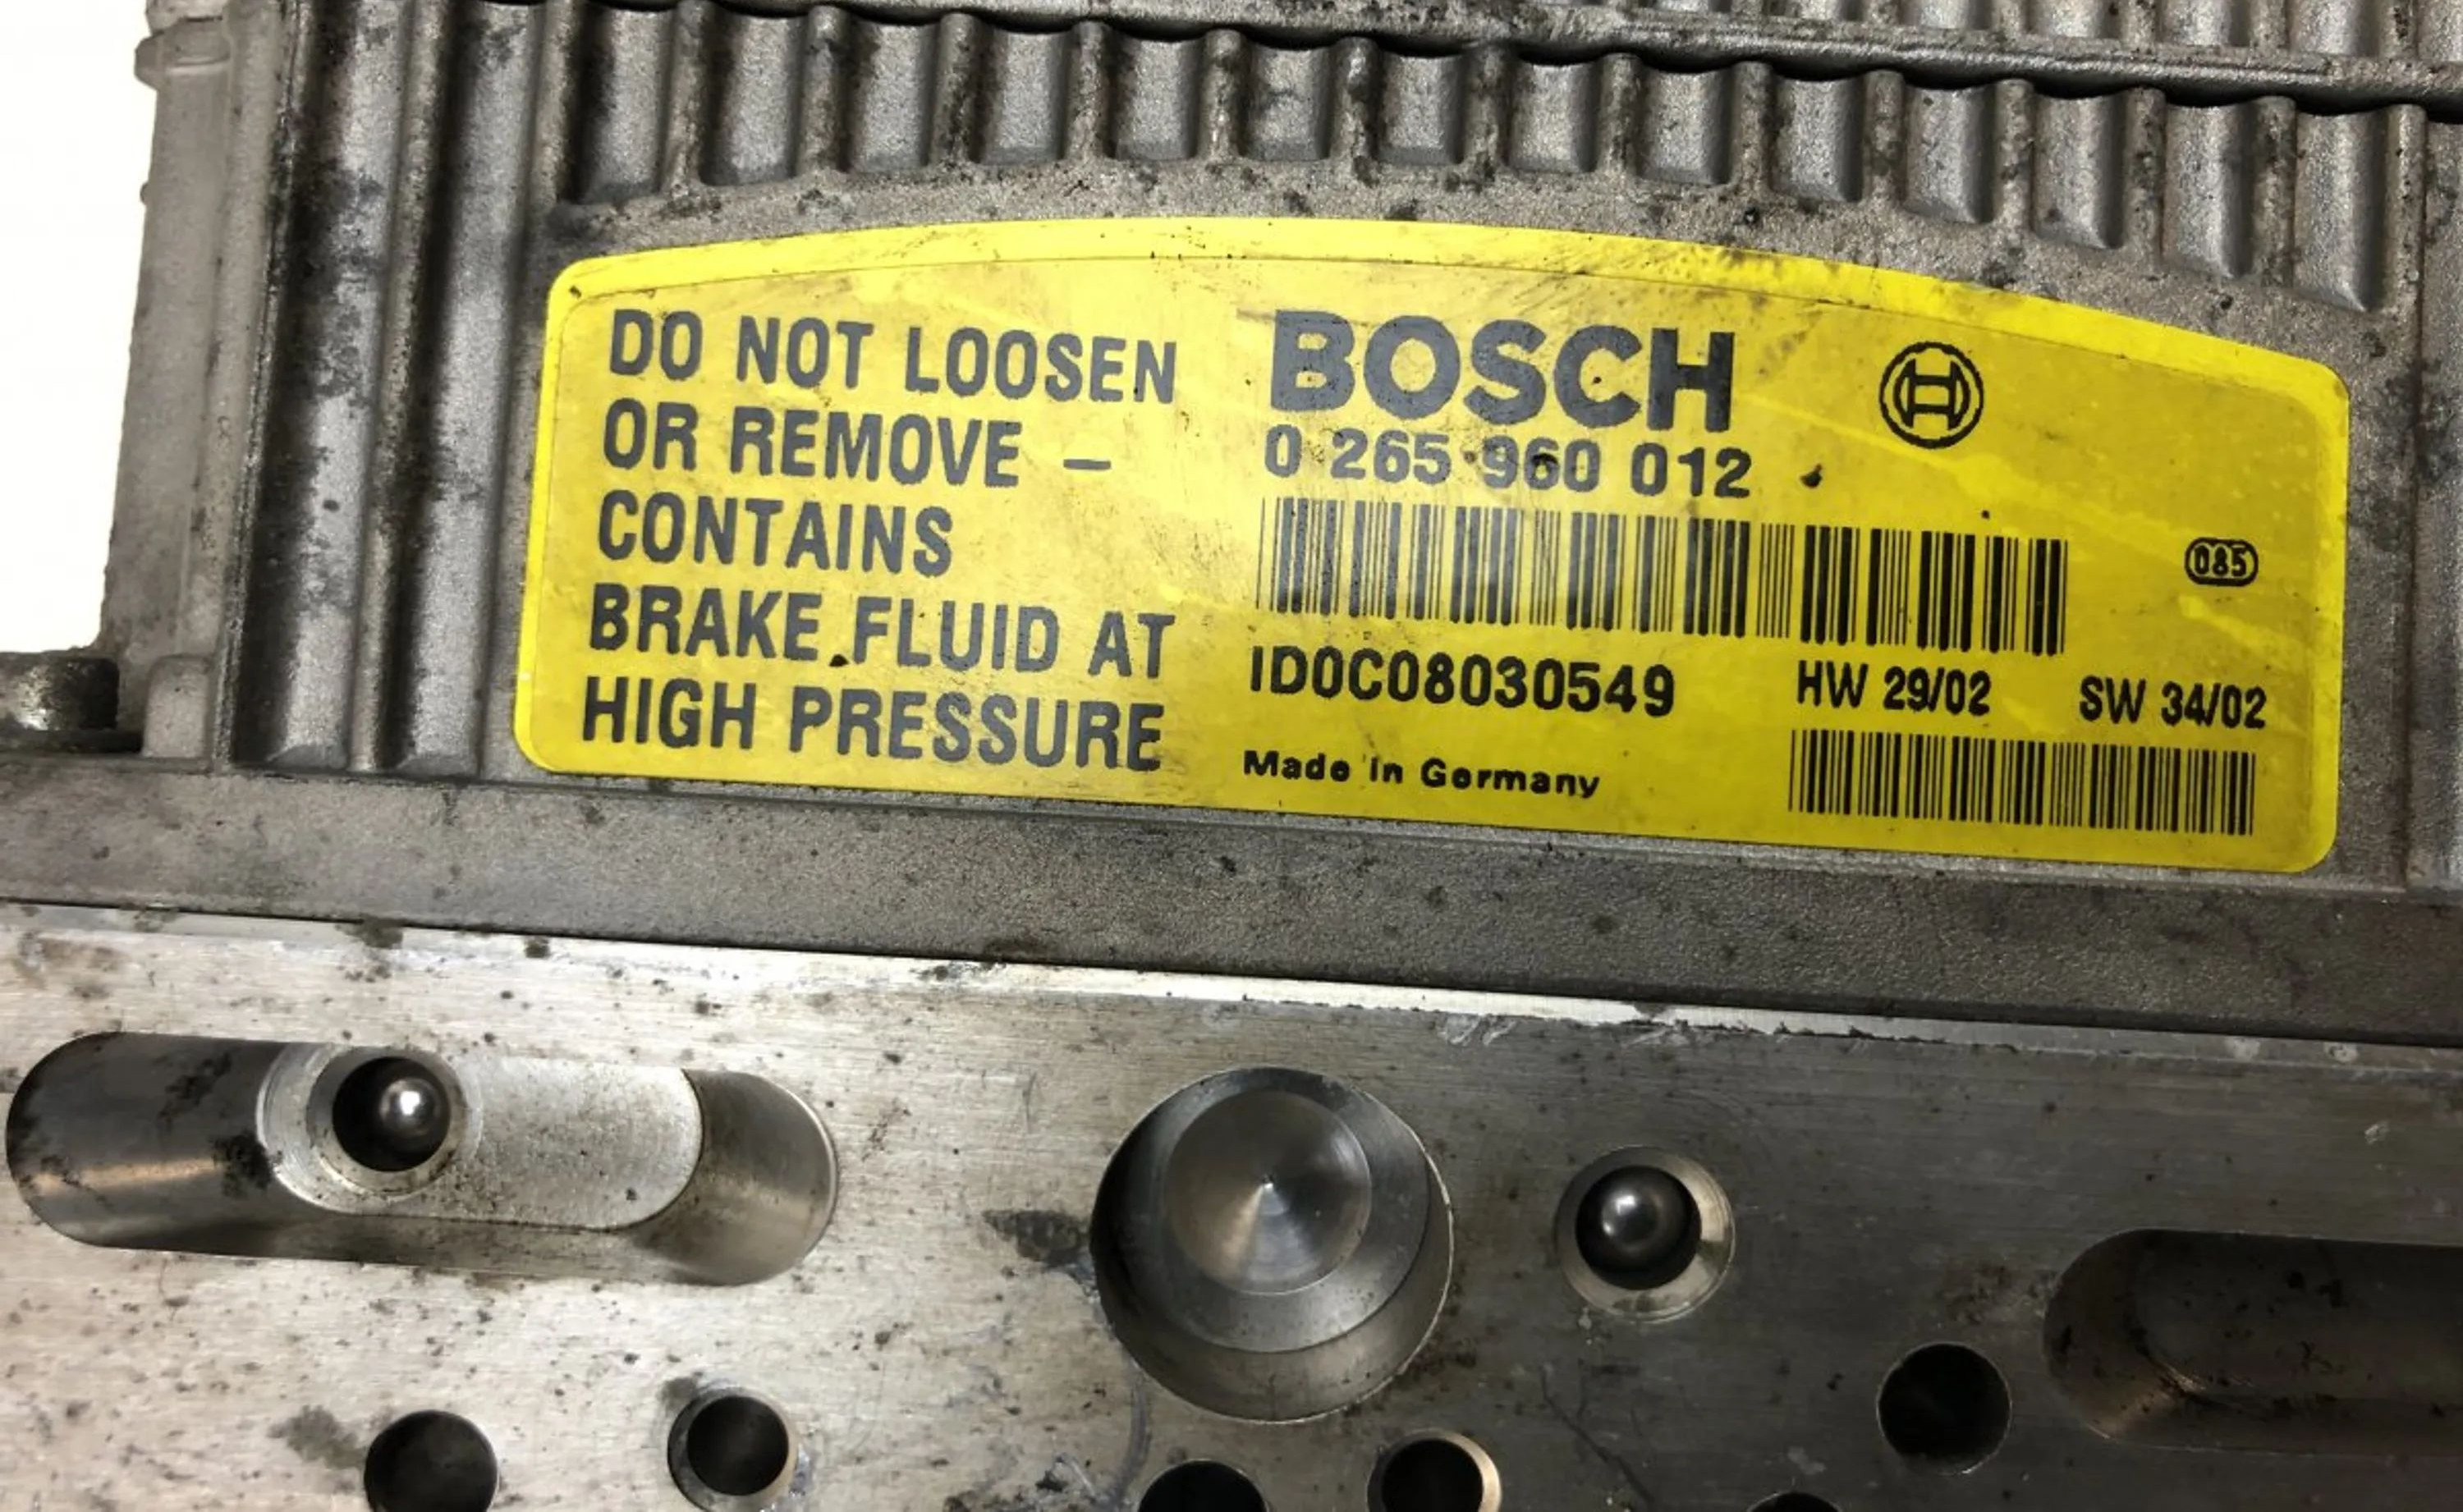 DO NOT LOOSEN
OR REMOVE –
CONTAINS
BRAKE FLUID AT
HIGH PRESSURE
BOSCH
0 265 960 012
085
1D0C08030549
HW 29/02
SW 34/02
Made in Germany